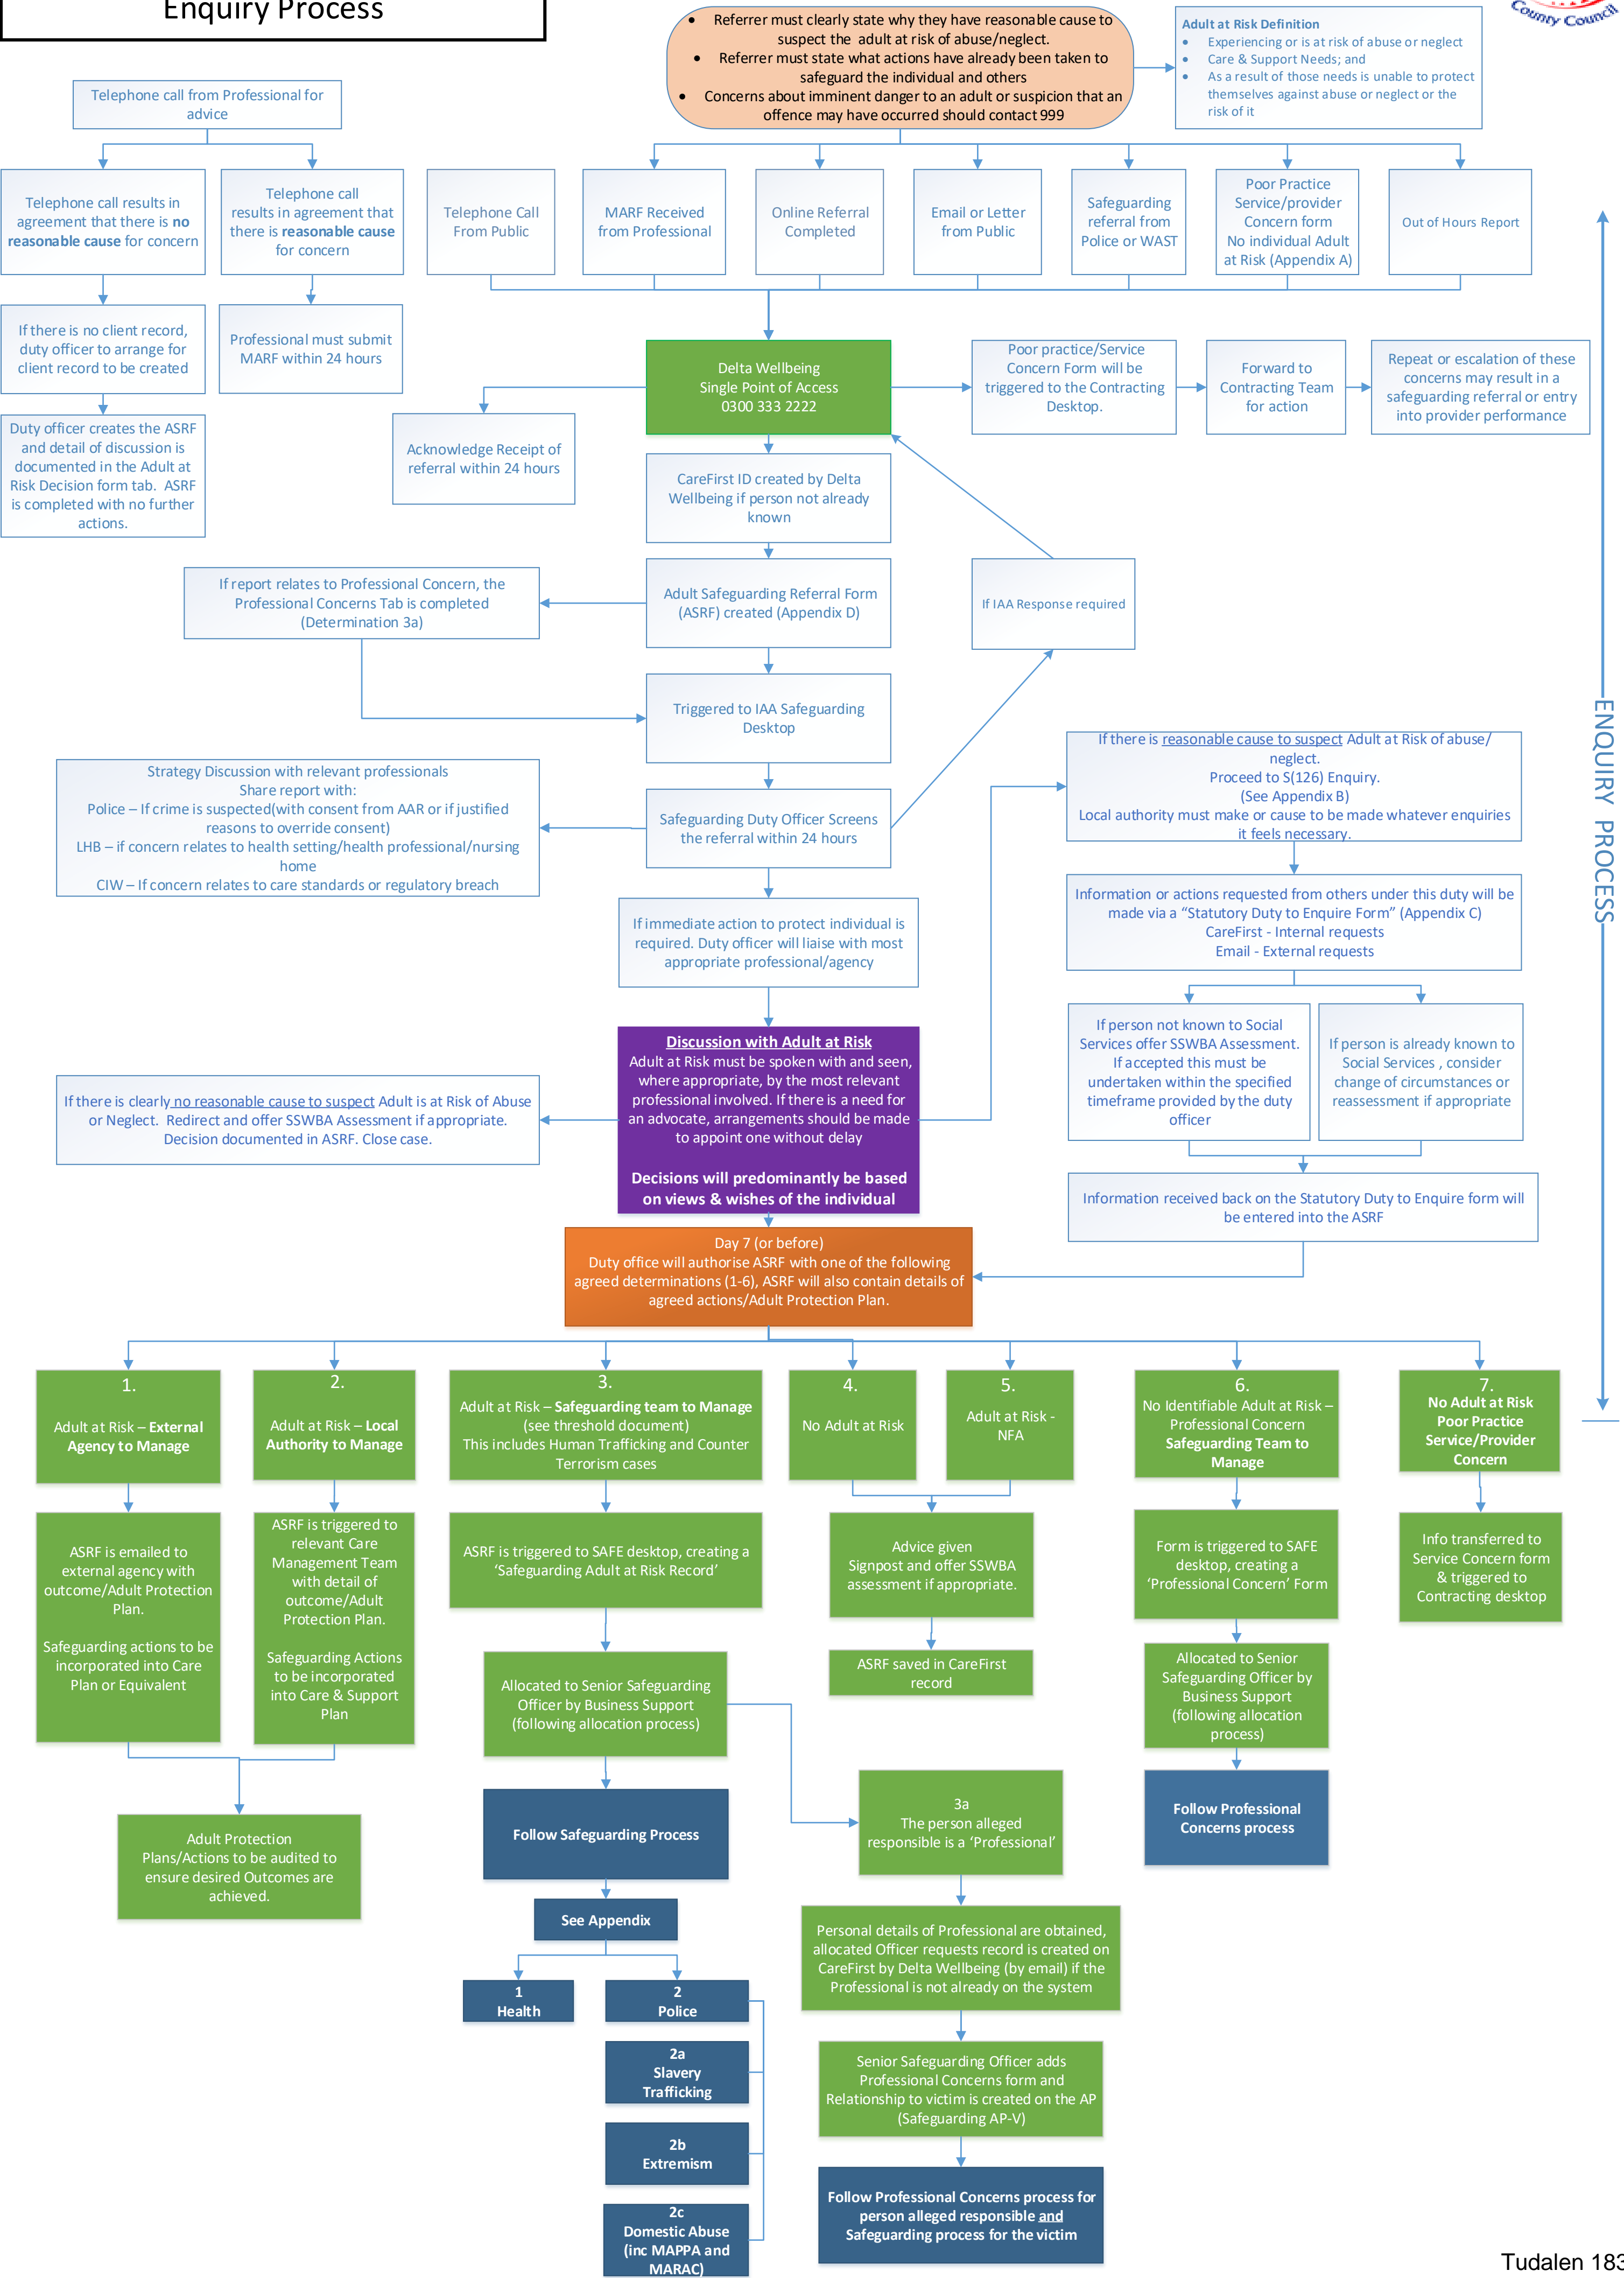 Enquiry Process
County Council
• Referrer must clearly state why they have reasonable cause to
suspect the adult at risk of abuse/neglect.
• Referrer must state what actions have already been taken to
safeguard the individual and others
• Concerns about imminent danger to an adult or suspicion that an
offence may have occurred should contact 999
Adult at Risk Definition
• Experiencing or is at risk of abuse or neglect
• Care & Support Needs; and
• As a result of those needs is unable to protect
themselves against abuse or neglect or the
risk of it
Telephone call from Professional for
advice
Telephone call results in
agreement that there is no
reasonable cause for concern
Telephone call
results in agreement that
there is reasonable cause
for concern
Telephone Call
From Public
MARF Received
from Professional
Online Referral
Completed
Email or Letter
from Public
Safeguarding
referral from
Police or WAST
Poor Practice
Service/provider
Concern form
No individual Adult
at Risk (Appendix A)
Out of Hours Report
If there is no client record,
duty officer to arrange for
client record to be created
Professional must submit
MARF within 24 hours
Duty officer creates the ASRF
and detail of discussion is
documented in the Adult at
Risk Decision form tab. ASRF
is completed with no further
actions.
Delta Wellbeing
Single Point of Access
0300 333 2222
Poor practice/Service
Concern Form will be
triggered to the Contracting
Desktop.
Forward to
Contracting Team
for action
Repeat or escalation of these
concerns may result in a
safeguarding referral or entry
into provider performance
Acknowledge Receipt of
referral within 24 hours
CareFirst ID created by Delta
Wellbeing if person not already
known
If report relates to Professional Concern, the
Professional Concerns Tab is completed
(Determination 3a)
Adult Safeguarding Referral Form
(ASRF) created (Appendix D)
If IAA Response required
Triggered to IAA Safeguarding
Desktop
ENQUIRY PROCESS
Strategy Discussion with relevant professionals
Share report with:
Police – If crime is suspected(with consent from AAR or if justified
reasons to override consent)
LHB – if concern relates to health setting/health professional/nursing
home
CIW – If concern relates to care standards or regulatory breach
Safeguarding Duty Officer Screens
the referral within 24 hours
If there is reasonable cause to suspect Adult at Risk of abuse/
neglect.
Proceed to S(126) Enquiry.
(See Appendix B)
Local authority must make or cause to be made whatever enquiries
it feels necessary.
If immediate action to protect individual is
required. Duty officer will liaise with most
appropriate professional/agency
Information or actions requested from others under this duty will be
made via a “Statutory Duty to Enquire Form” (Appendix C)
CareFirst - Internal requests
Email - External requests
If person not known to Social
Services offer SSWBA Assessment.
If accepted this must be
undertaken within the specified
timeframe provided by the duty
officer
If person is already known to
Social Services , consider
change of circumstances or
reassessment if appropriate
Discussion with Adult at Risk
Adult at Risk must be spoken with and seen,
where appropriate, by the most relevant
professional involved. If there is a need for
an advocate, arrangements should be made
to appoint one without delay
Decisions will predominantly be based
on views & wishes of the individual
If there is clearly no reasonable cause to suspect Adult is at Risk of Abuse
or Neglect. Redirect and offer SSWBA Assessment if appropriate.
Decision documented in ASRF. Close case.
Information received back on the Statutory Duty to Enquire form will
be entered into the ASRF
Day 7 (or before)
Duty office will authorise ASRF with one of the following
agreed determinations (1-6), ASRF will also contain details of
agreed actions/Adult Protection Plan.
1.
Adult at Risk – External
Agency to Manage
2.
Adult at Risk – Local
Authority to Manage
3.
Adult at Risk – Safeguarding team to Manage
(see threshold document)
This includes Human Trafficking and Counter
Terrorism cases
4.
No Adult at Risk
5.
Adult at Risk -
NFA
6.
No Identifiable Adult at Risk –
Professional Concern
Safeguarding Team to
Manage
7.
No Adult at Risk
Poor Practice
Service/Provider
Concern
ASRF is emailed to
external agency with
outcome/Adult Protection
Plan.
Safeguarding actions to be
incorporated into Care
Plan or Equivalent
ASRF is triggered to
relevant Care
Management Team
with detail of
outcome/Adult
Protection Plan.
Safeguarding Actions
to be incorporated
into Care & Support
Plan
ASRF is triggered to SAFE desktop, creating a
‘Safeguarding Adult at Risk Record’
Advice given
Signpost and offer SSWBA
assessment if appropriate.
Form is triggered to SAFE
desktop, creating a
‘Professional Concern’ Form
Info transferred to
Service Concern form
& triggered to
Contracting desktop
Allocated to Senior Safeguarding
Officer by Business Support
(following allocation process)
ASRF saved in CareFirst
record
Allocated to Senior
Safeguarding Officer by
Business Support
(following allocation
process)
Adult Protection
Plans/Actions to be audited to
ensure desired Outcomes are
achieved.
Follow Safeguarding Process
3a
The person alleged
responsible is a ‘Professional’
Follow Professional
Concerns process
See Appendix
Personal details of Professional are obtained,
allocated Officer requests record is created on
CareFirst by Delta Wellbeing (by email) if the
Professional is not already on the system
1
Health
2
Police
2a
Slavery
Trafficking
2b
Extremism
2c
Domestic Abuse
(inc MAPPA and
MARAC)
Senior Safeguarding Officer adds
Professional Concerns form and
Relationship to victim is created on the AP
(Safeguarding AP-V)
Follow Professional Concerns process for
person alleged responsible and
Safeguarding process for the victim
Tudalen 183